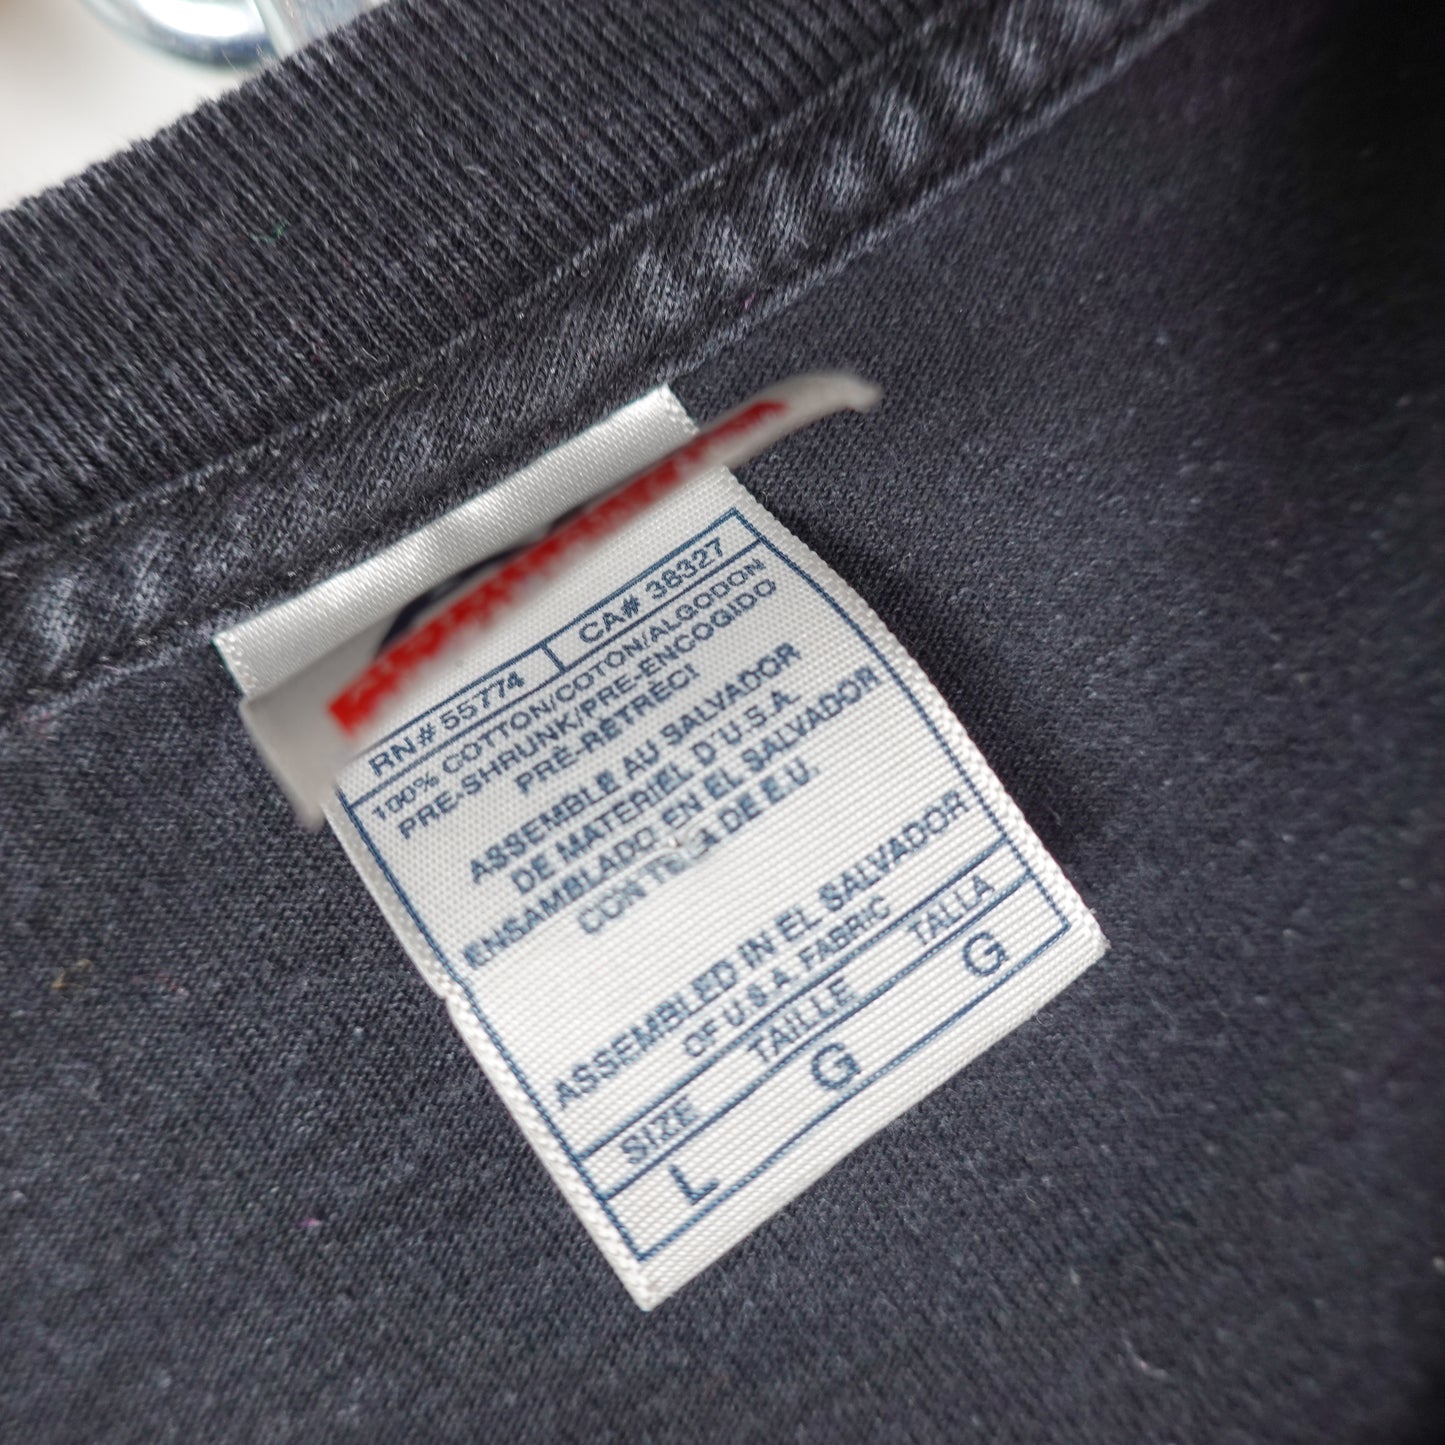 RN# 55774 CA# 38327
100% COTTON/COTON/ALGODON
PRE-SHRUNK/PRE-ENCOGIDO
PRÉ-RÉTRÉCI
ASSEMBLE AU SALVADOR
DE MATERIEL D'U.S.A.
ENSAMBLADO EN EL SALVADOR
CON TELA DE E.U.
ASSEMBLED IN EL SALVADOR
OF U.S.A FABRIC
SIZE TAILLE TALLA
L G G